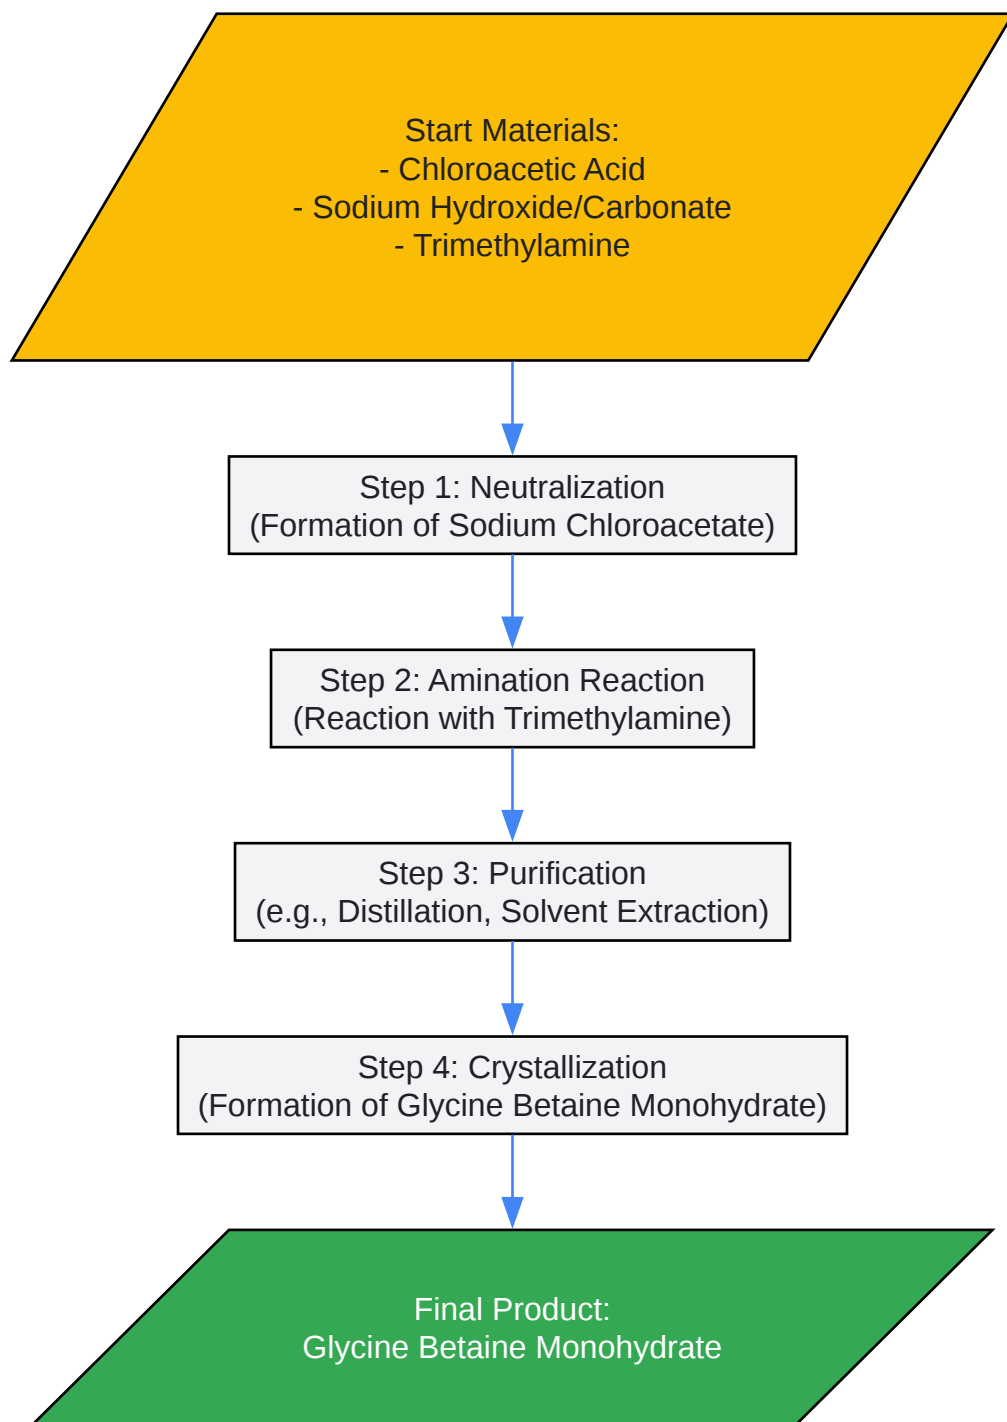 Start Materials:
- Chloroacetic Acid
- Sodium Hydroxide/Carbonate
- Trimethylamine
Step 1: Neutralization
(Formation of Sodium Chloroacetate)
Step 2: Amination Reaction
(Reaction with Trimethylamine)
Step 3: Purification
(e.g., Distillation, Solvent Extraction)
Step 4: Crystallization
(Formation of Glycine Betaine Monohydrate)
Final Product:
Glycine Betaine Monohydrate